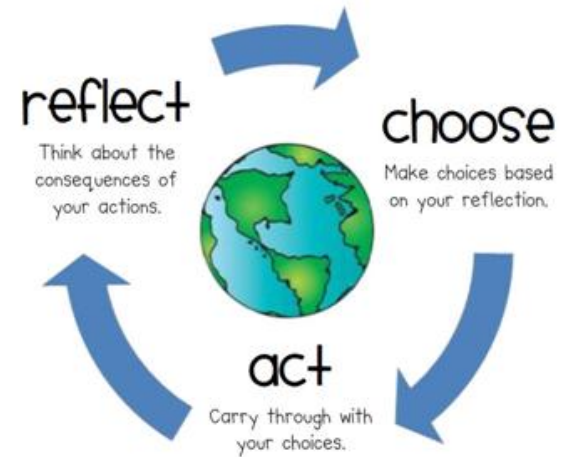 reflect
Think about the
consequences of
your actions.
choose
Make choices based
on your reflection.
act
Carry through with
your choices.